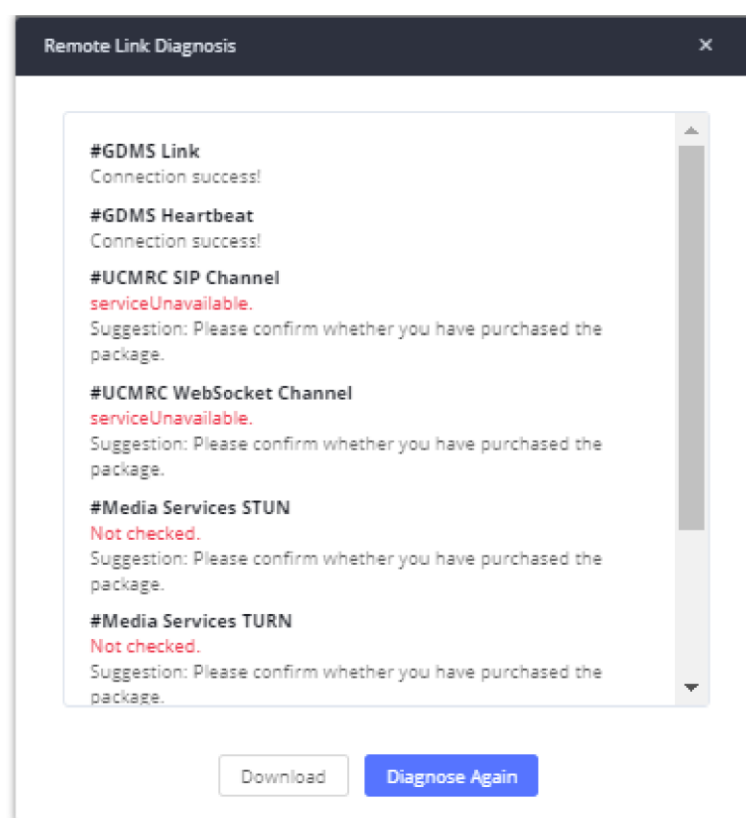 Remote Link Diagnosis
#GDMS Link
Connection success!
#GDMS Heartbeat
Connection success!
#UCMRC SIP Channel
serviceUnavailable.
Suggestion: Please confirm whether you have purchased the
package.
#UCMRC WebSocket Channel
serviceUnavailable.
Suggestion: Please confirm whether you have purchased the
package.
#Media Services STUN
Not checked.
Suggestion: Please confirm whether you have purchased the
package.
#Media Services TURN
Not checked.
Suggestion: Please confirm whether you have purchased the
package.
Download
Diagnose Again